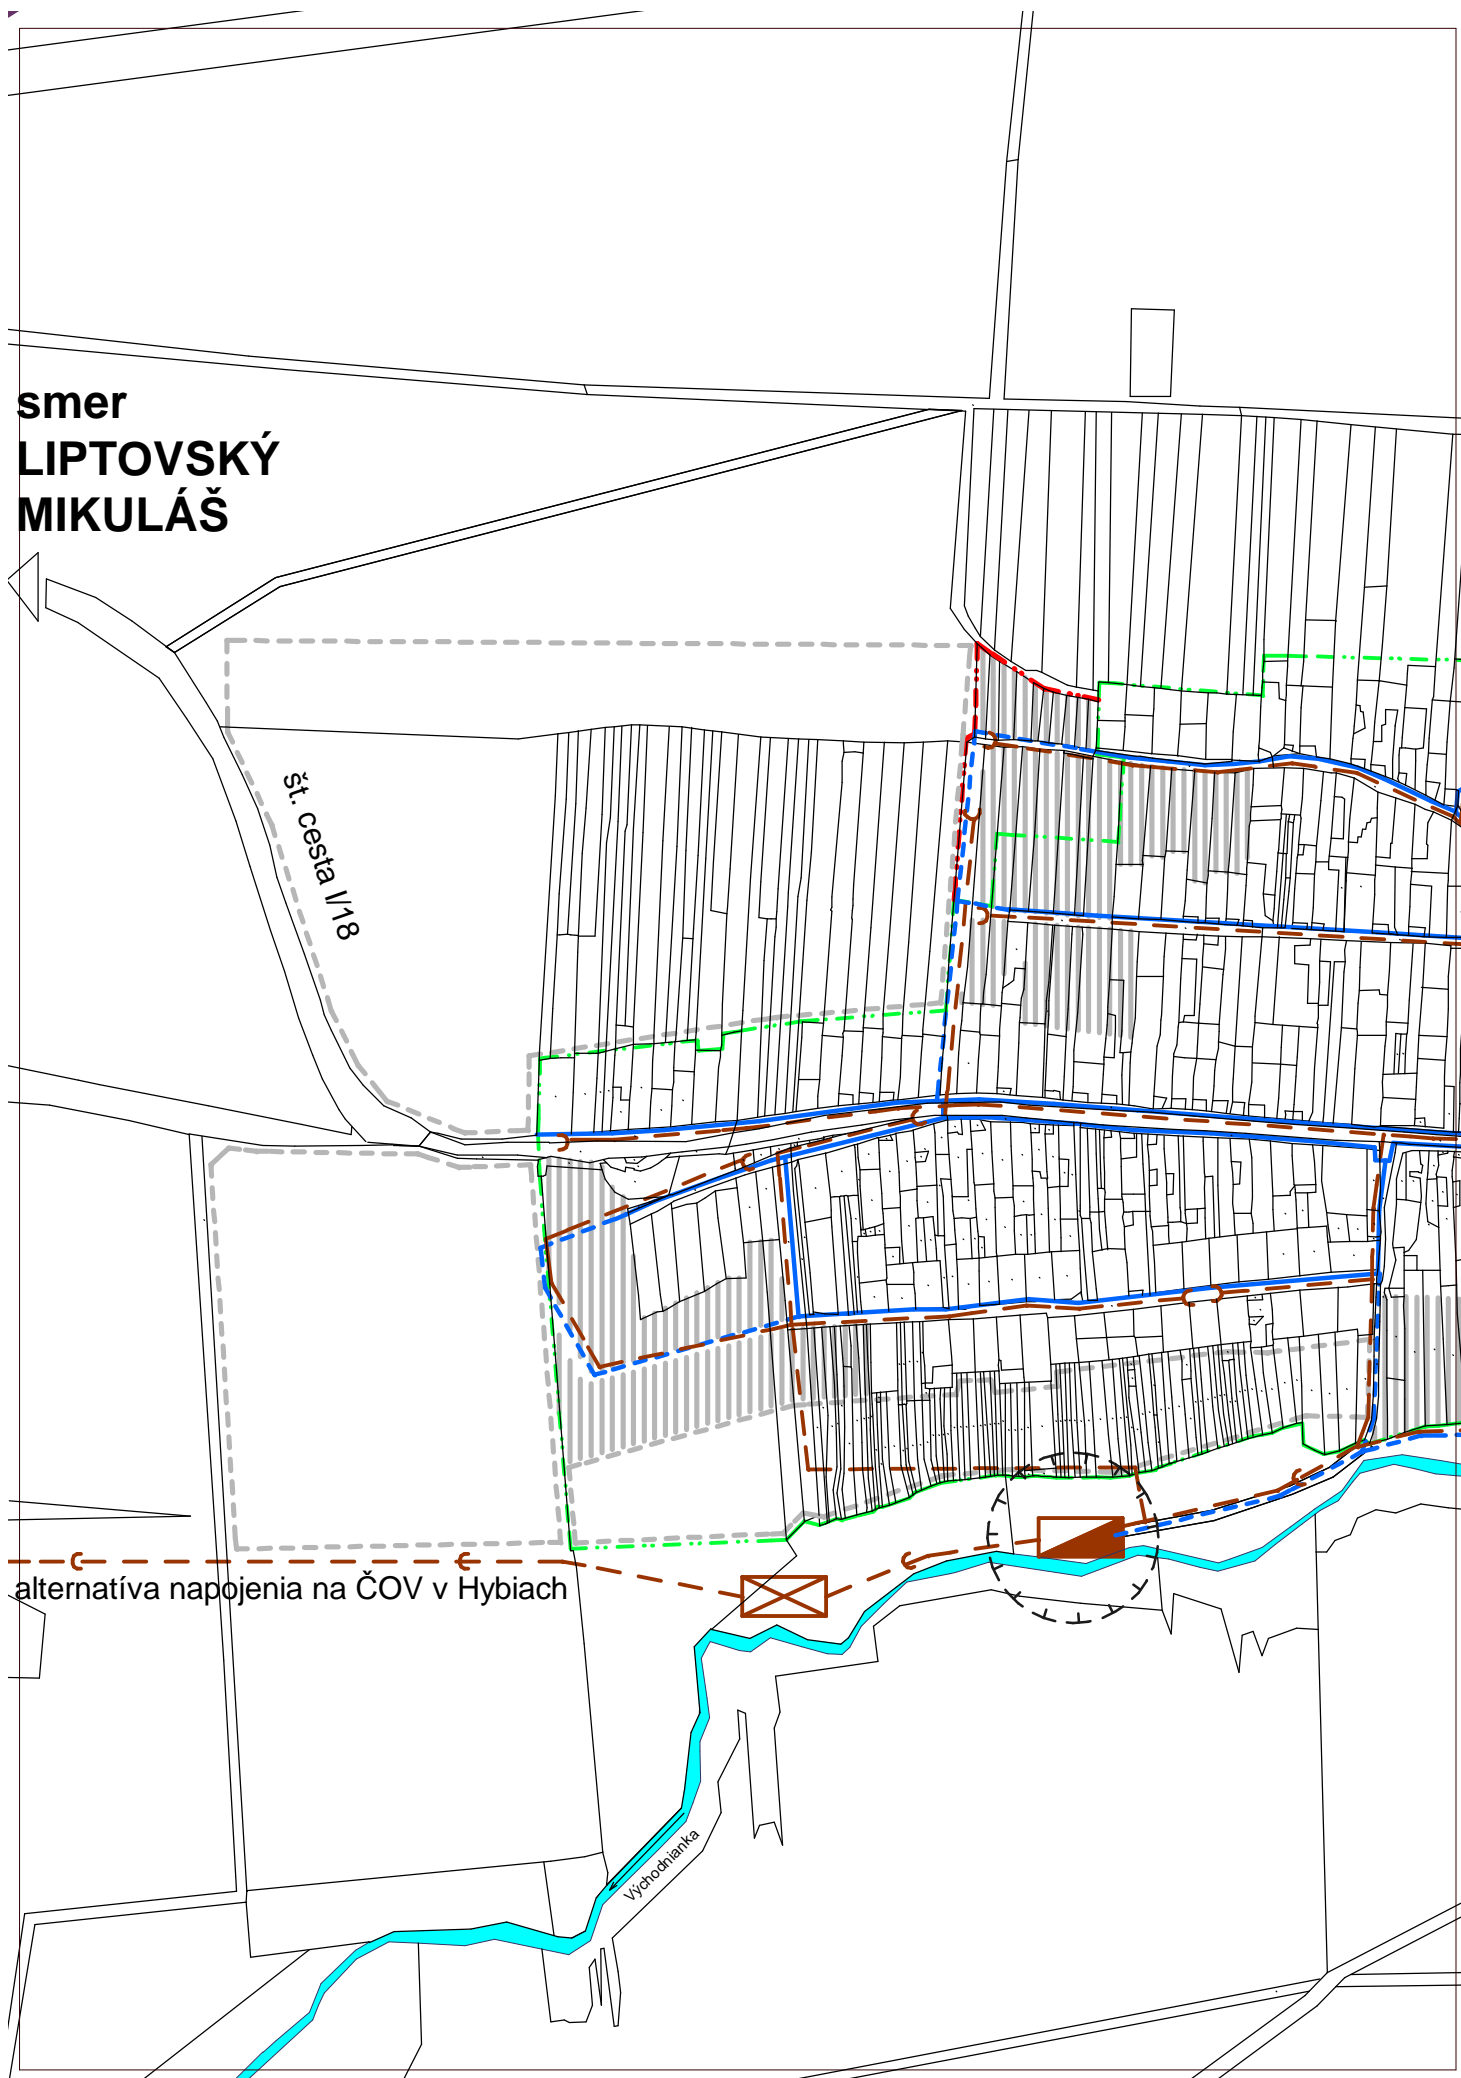 smer
LIPTOVSKÝ
MIKULÁŠ
št. cesta I/18
alternatíva napojenia na ČOV v Hybiach
Východnianka